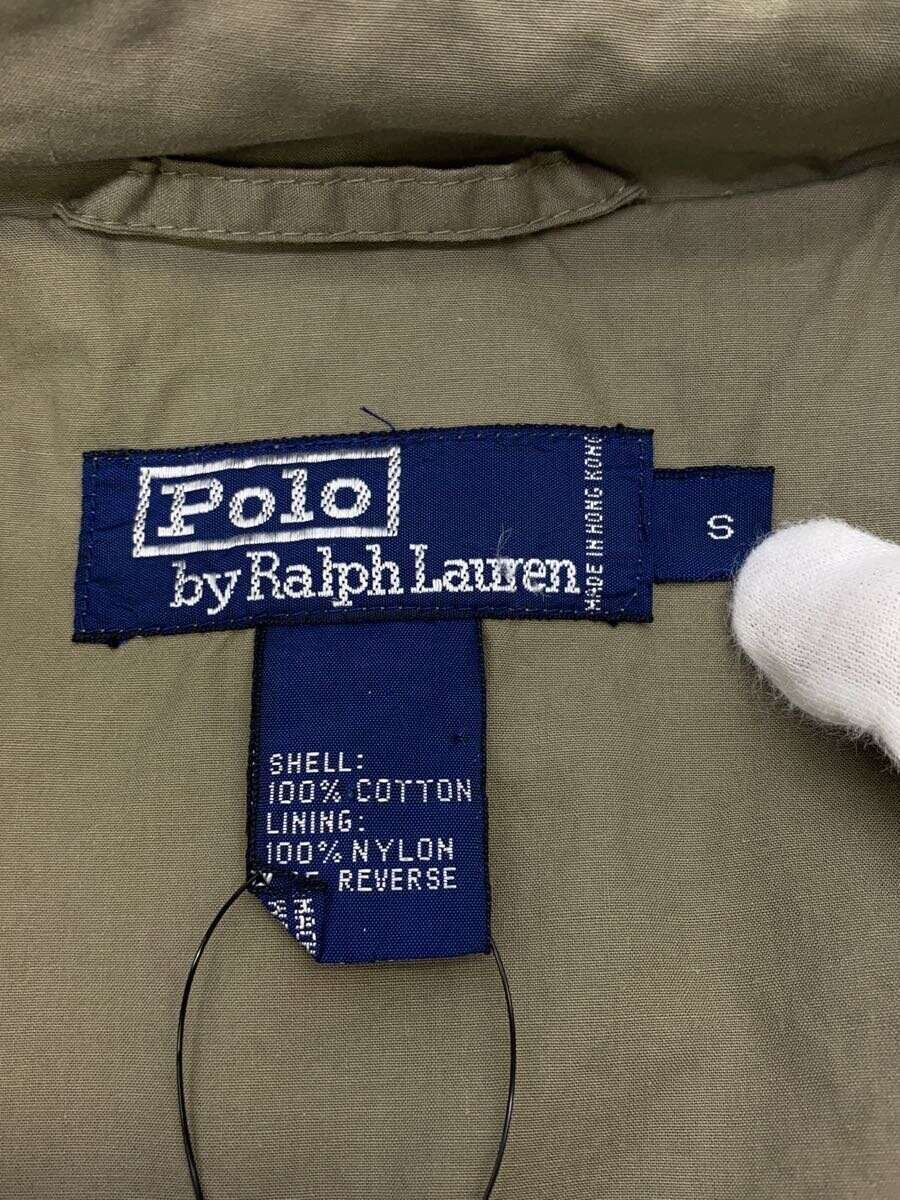 Polo
by Ralph Lauren
MADE IN HONG KONG
S
SHELL:
100% COTTON
LINING:
100% NYLON
REVERSE